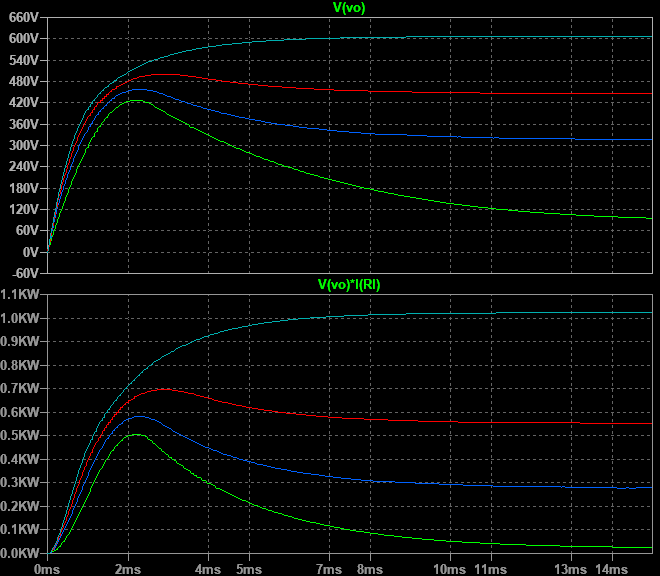 V(vo)
660V
600V
540V
480V
420V
360V
300V
240V
180V
120V
60V
0V
-60V
V(vo)*I(Rl)
1.1KW
1.0KW
0.9KW
0.8KW
0.7KW
0.6KW
0.5KW
0.4KW
0.3KW
0.2KW
0.1KW
0.0KW
0ms 2ms 4ms 5ms 7ms 8ms 10ms 11ms 13ms 14ms